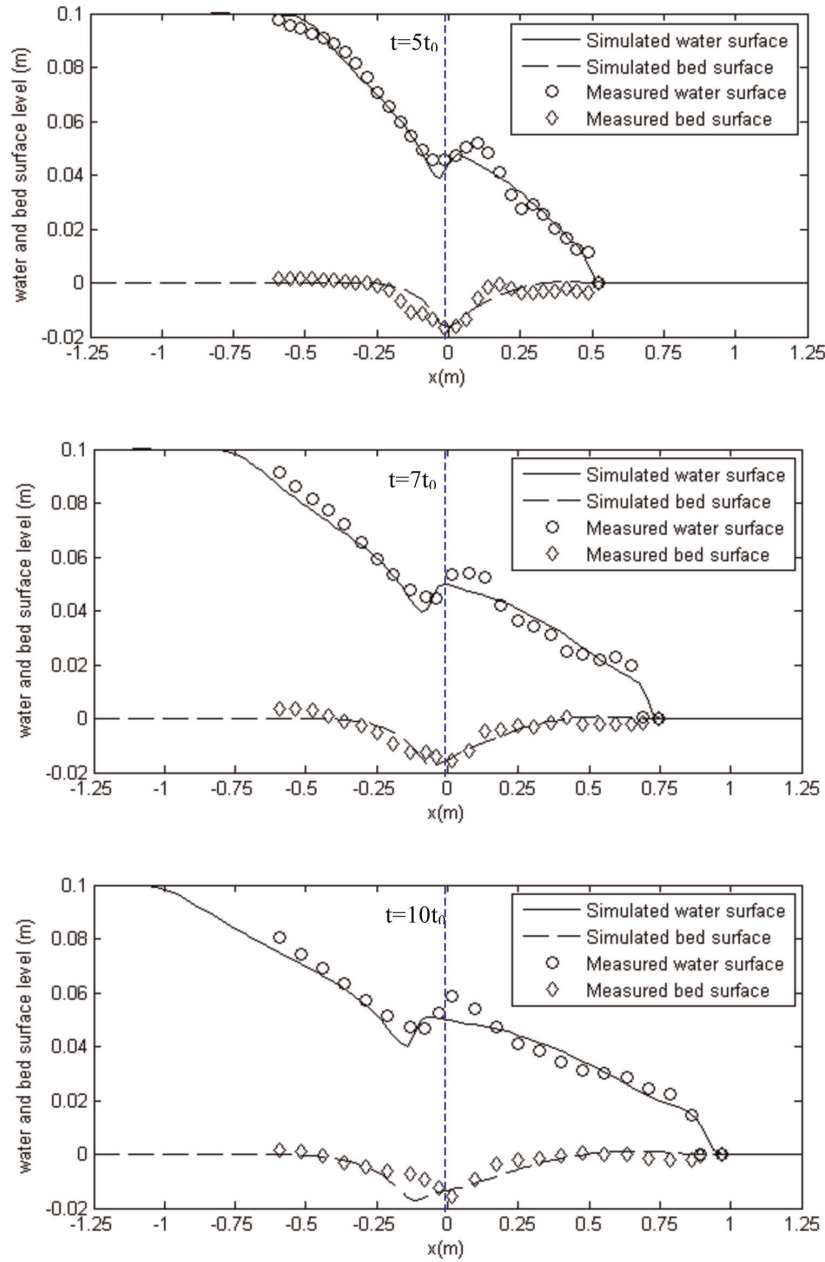 0.1
0.08
0.06
0.04
0.02
0
-0.02
water and bed surface level (m)
t=5t₀
Simulated water surface
Simulated bed surface
Measured water surface
Measured bed surface
-1.25 -1 -0.75 -0.5 -0.25 0 0.25 0.5 0.75 1 1.25
x(m)
0.1
0.08
0.06
0.04
0.02
0
-0.02
water and bed surface level (m)
t=7t₀
Simulated water surface
Simulated bed surface
Measured water surface
Measured bed surface
-1.25 -1 -0.75 -0.5 -0.25 0 0.25 0.5 0.75 1 1.25
x(m)
0.1
0.08
0.06
0.04
0.02
0
-0.02
water and bed surface level (m)
t=10t₀
Simulated water surface
Simulated bed surface
Measured water surface
Measured bed surface
-1.25 -1 -0.75 -0.5 -0.25 0 0.25 0.5 0.75 1 1.25
x(m)